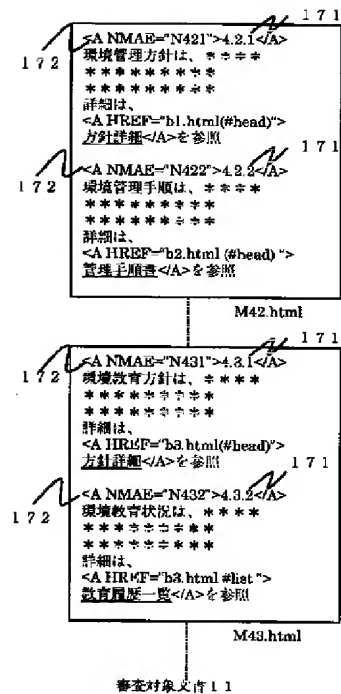 171
<A NMAE="N421">4.2.1</A>
172
環境管理方針は、＊＊＊＊
＊＊＊＊＊＊＊＊＊
＊＊＊＊＊＊＊＊＊
詳細は、
<A HREF="b1.html(#head)">
方針詳細</A>を参照
171
<A NMAE="N422">4.2.2</A>
172
環境管理手順は、＊＊＊＊
＊＊＊＊＊＊＊＊＊
＊＊＊＊＊＊＊＊＊
詳細は、
<A HREF="b2.html (#head) ">
管理手順書</A>を参照
M42.html
171
<A NMAE="N431">4.3.1</A>
172
環境教育方針は、＊＊＊＊
＊＊＊＊＊＊＊＊＊
＊＊＊＊＊＊＊＊＊
詳細は、
<A HREF="b3.html(#head)">
方針詳細</A>を参照
171
<A NMAE="N432">4.3.2</A>
172
環境教育状況は、＊＊＊＊
＊＊＊＊＊＊＊＊＊
＊＊＊＊＊＊＊＊＊
詳細は、
<A HREF="b3.html #list ">
教育履歴一覧</A>を参照
M43.html
審査対象文書11